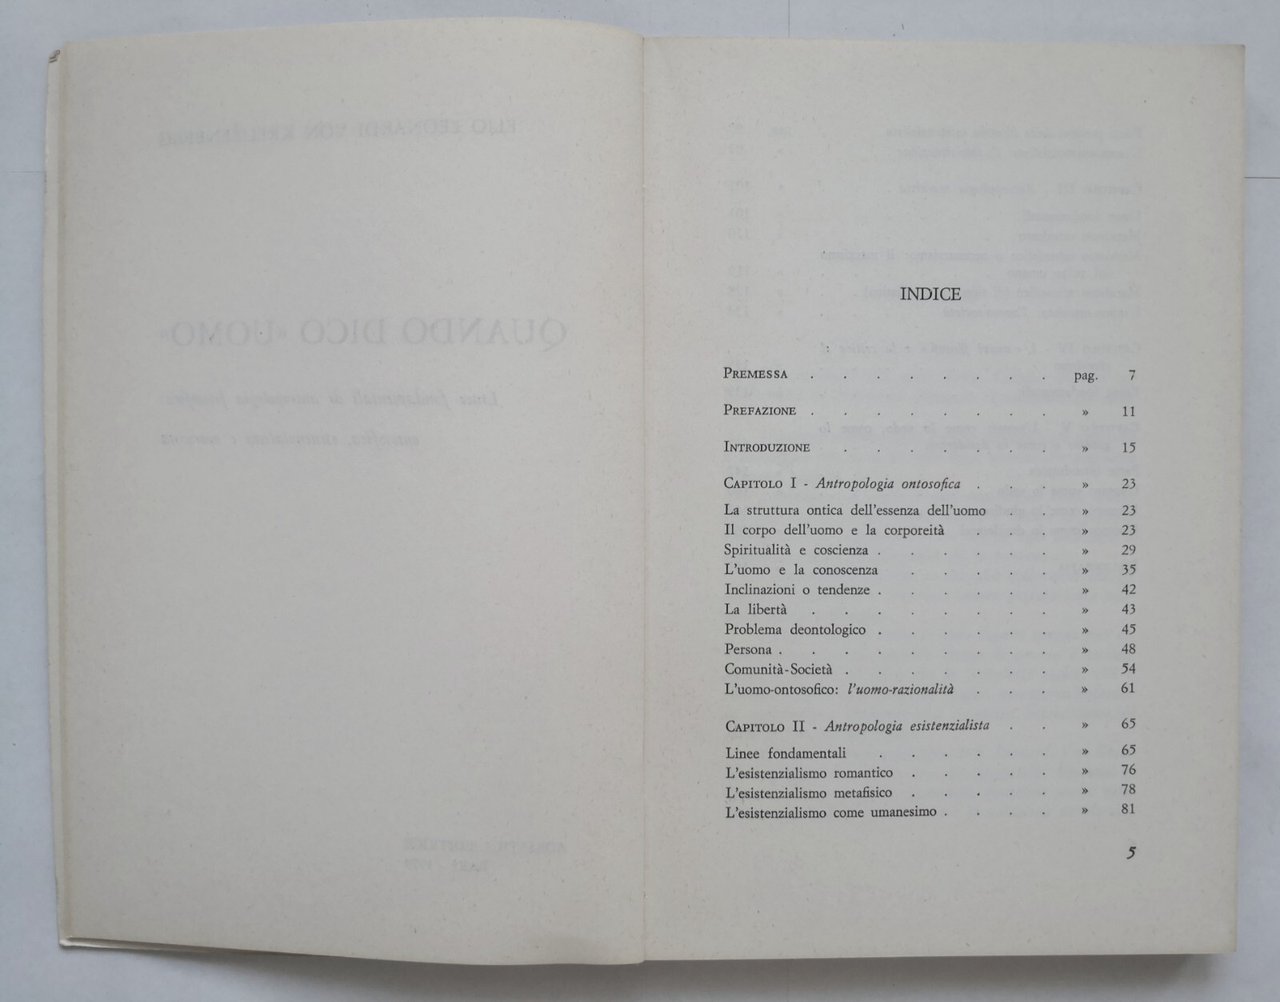 INDICE
PREMESSA . . . . . . . . pag. 7
PREFAZIONE . . . . . . . . » 11
INTRODUZIONE . . . . . . . » 15
CAPITOLO I - Antropologia ontosofica . . . » 23
La struttura ontica dell'essenza dell'uomo . . » 23
Il corpo dell'uomo e la corporeità . . . » 23
Spiritualità e coscienza . . . . . . » 29
L'uomo e la conoscenza . . . . . » 35
Inclinazioni o tendenze . . . . . . » 42
La libertà . . . . . . . . » 43
Problema deontologico . . . . . . » 45
Persona . . . . . . . . . » 48
Comunità-Società . . . . . . . » 54
L'uomo-ontosofico: l'uomo-razionalità . . . » 61
CAPITOLO II - Antropologia esistenzialista . . » 65
Linee fondamentali . . . . . . » 65
L'esistenzialismo romantico . . . . . » 76
L'esistenzialismo metafisico . . . . . » 78
L'esistenzialismo come umanesimo . . . . » 81
5